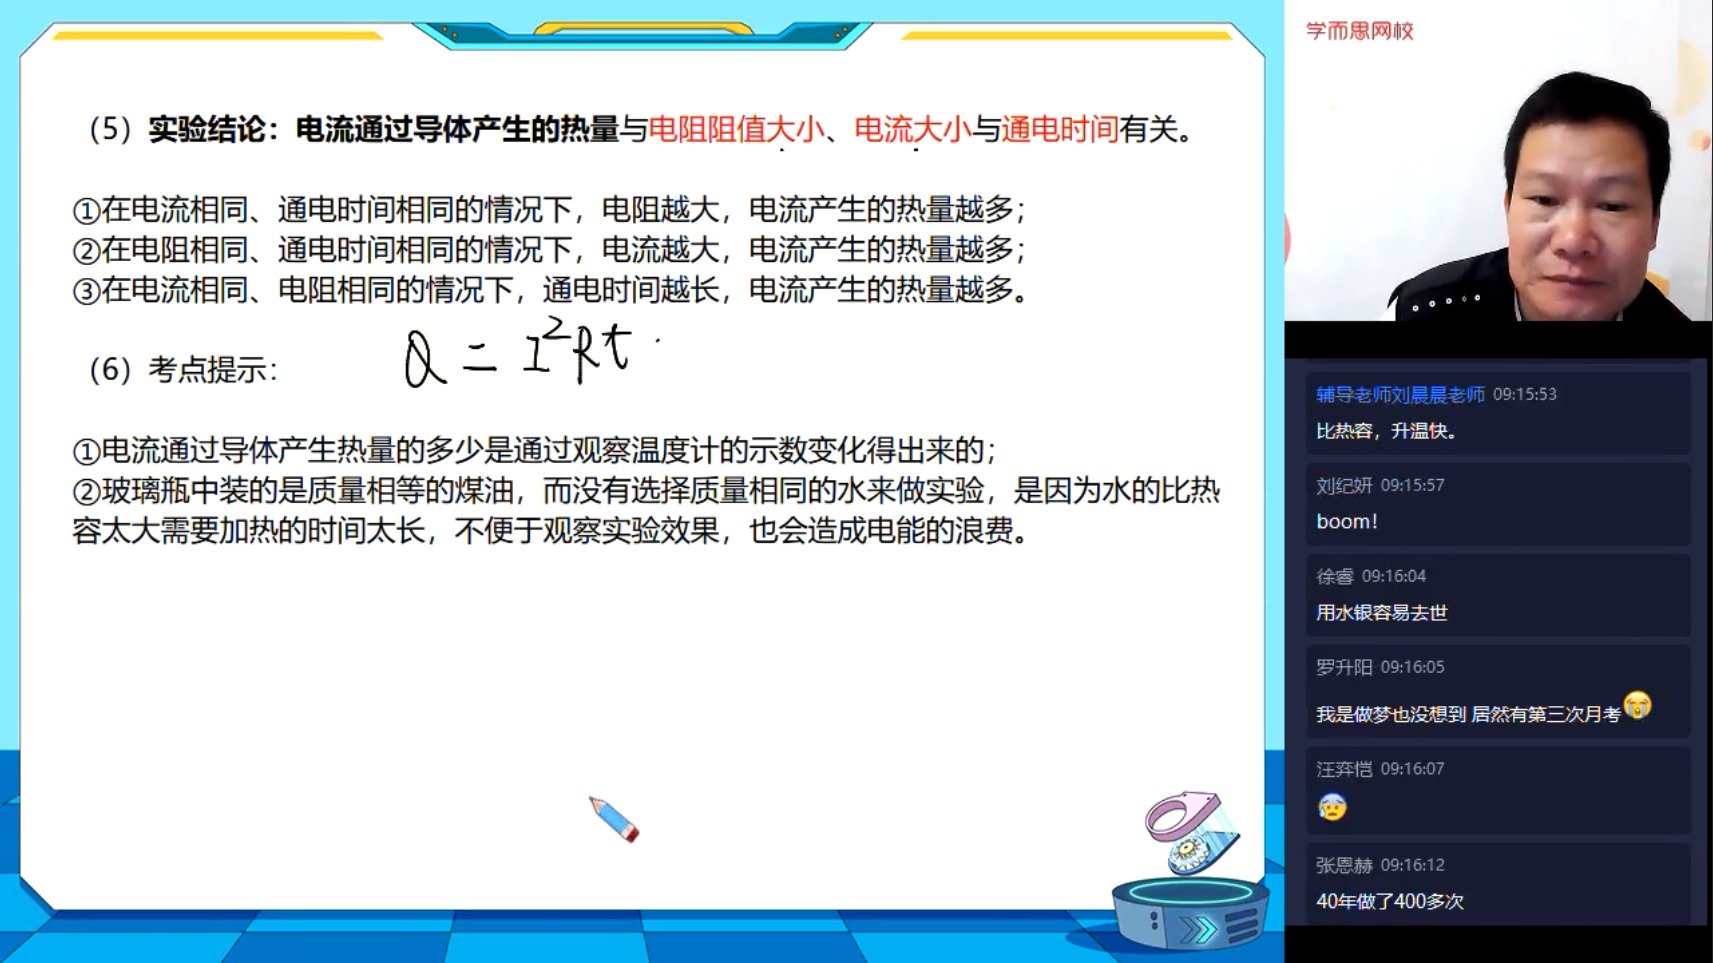 （5）实验结论：电流通过导体产生的热量与电阻阻值大小、电流大小与通电时间有关。
①在电流相同、通电时间相同的情况下，电阻越大，电流产生的热量越多；
②在电阻相同、通电时间相同的情况下，电流越大，电流产生的热量越多；
③在电流相同、电阻相同的情况下，通电时间越长，电流产生的热量越多。
Q = I²Rt
（6）考点提示：
①电流通过导体产生热量的多少是通过观察温度计的示数变化得出来的；
②玻璃瓶中装的是质量相等的煤油，而没有选择质量相同的水来做实验，是因为水的比热
容太大需要加热的时间太长，不便于观察实验效果，也会造成电能的浪费。
学而思网校
辅导老师刘晨晨老师 09:15:53
比热容，升温快。
刘纪妍 09:15:57
boom！
徐睿 09:16:04
用水银容易去世
罗升阳 09:16:05
我是做梦也没想到 居然有第三次月考😭
汪弈恺 09:16:07
😰
张恩赫 09:16:12
40年做了400多次